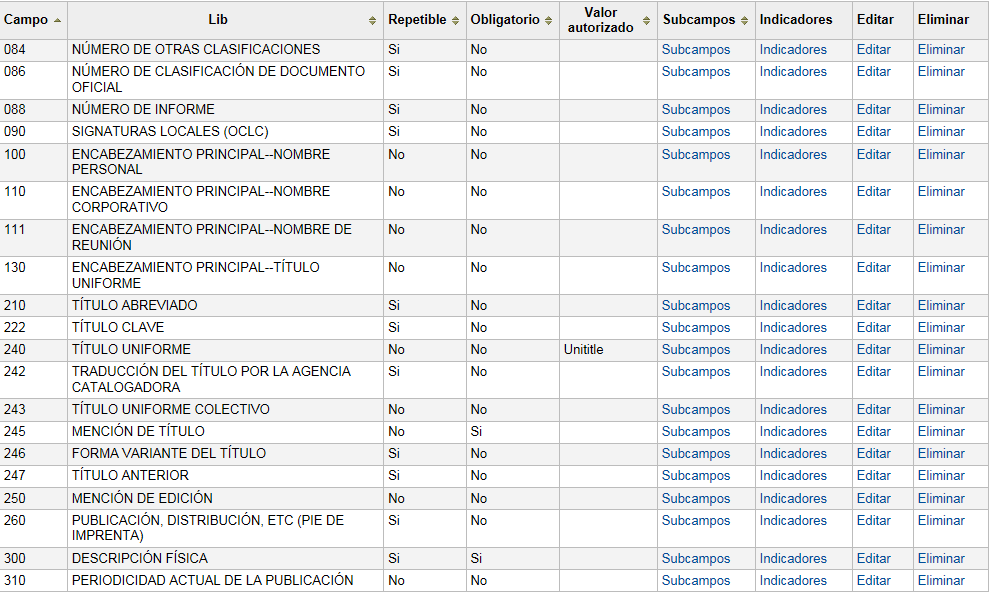 Campo Lib Repetible Obligatorio Valor autorizado Subcampos Indicadores Editar Eliminar
084 NÚMERO DE OTRAS CLASIFICACIONES Si No Subcampos Indicadores Editar Eliminar
086 NÚMERO DE CLASIFICACIÓN DE DOCUMENTO Si No Subcampos Indicadores Editar Eliminar
OFICIAL
088 NÚMERO DE INFORME Si No Subcampos Indicadores Editar Eliminar
090 SIGNATURAS LOCALES (OCLC) Si No Subcampos Indicadores Editar Eliminar
100 ENCABEZAMIENTO PRINCIPAL--NOMBRE No No Subcampos Indicadores Editar Eliminar
PERSONAL
110 ENCABEZAMIENTO PRINCIPAL--NOMBRE No No Subcampos Indicadores Editar Eliminar
CORPORATIVO
111 ENCABEZAMIENTO PRINCIPAL--NOMBRE DE No No Subcampos Indicadores Editar Eliminar
REUNIÓN
130 ENCABEZAMIENTO PRINCIPAL--TÍTULO No No Subcampos Indicadores Editar Eliminar
UNIFORME
210 TÍTULO ABREVIADO Si No Subcampos Indicadores Editar Eliminar
222 TÍTULO CLAVE Si No Subcampos Indicadores Editar Eliminar
240 TÍTULO UNIFORME No No Unititle Subcampos Indicadores Editar Eliminar
242 TRADUCCIÓN DEL TÍTULO POR LA AGENCIA Si No Subcampos Indicadores Editar Eliminar
CATALOGADORA
243 TÍTULO UNIFORME COLECTIVO No No Subcampos Indicadores Editar Eliminar
245 MENCIÓN DE TÍTULO No Si Subcampos Indicadores Editar Eliminar
246 FORMA VARIANTE DEL TÍTULO Si No Subcampos Indicadores Editar Eliminar
247 TÍTULO ANTERIOR Si No Subcampos Indicadores Editar Eliminar
250 MENCIÓN DE EDICIÓN No No Subcampos Indicadores Editar Eliminar
260 PUBLICACIÓN, DISTRIBUCIÓN, ETC (PIE DE Si No Subcampos Indicadores Editar Eliminar
IMPRENTA)
300 DESCRIPCIÓN FÍSICA Si Si Subcampos Indicadores Editar Eliminar
310 PERIODICIDAD ACTUAL DE LA PUBLICACIÓN No No Subcampos Indicadores Editar Eliminar